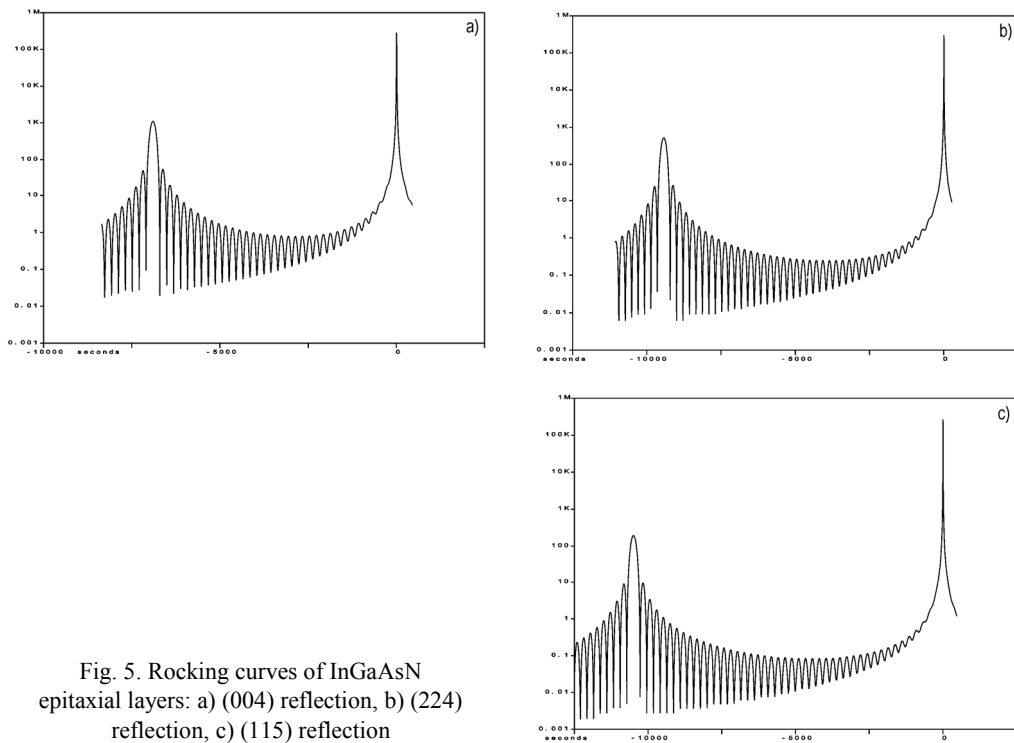 a)
1M
100K
10K
1K
100
10
1
0.1
0.01
0.001
-10000 seconds -5000 0
b)
1M
100K
10K
1K
100
10
1
0.1
0.01
0.001
seconds -10000 -5000 0
c)
1M
100K
10K
1K
100
10
1
0.1
0.01
0.001
seconds -10000 -5000 0
Fig. 5. Rocking curves of InGaAsN
epitaxial layers: a) (004) reflection, b) (224)
reflection, c) (115) reflection